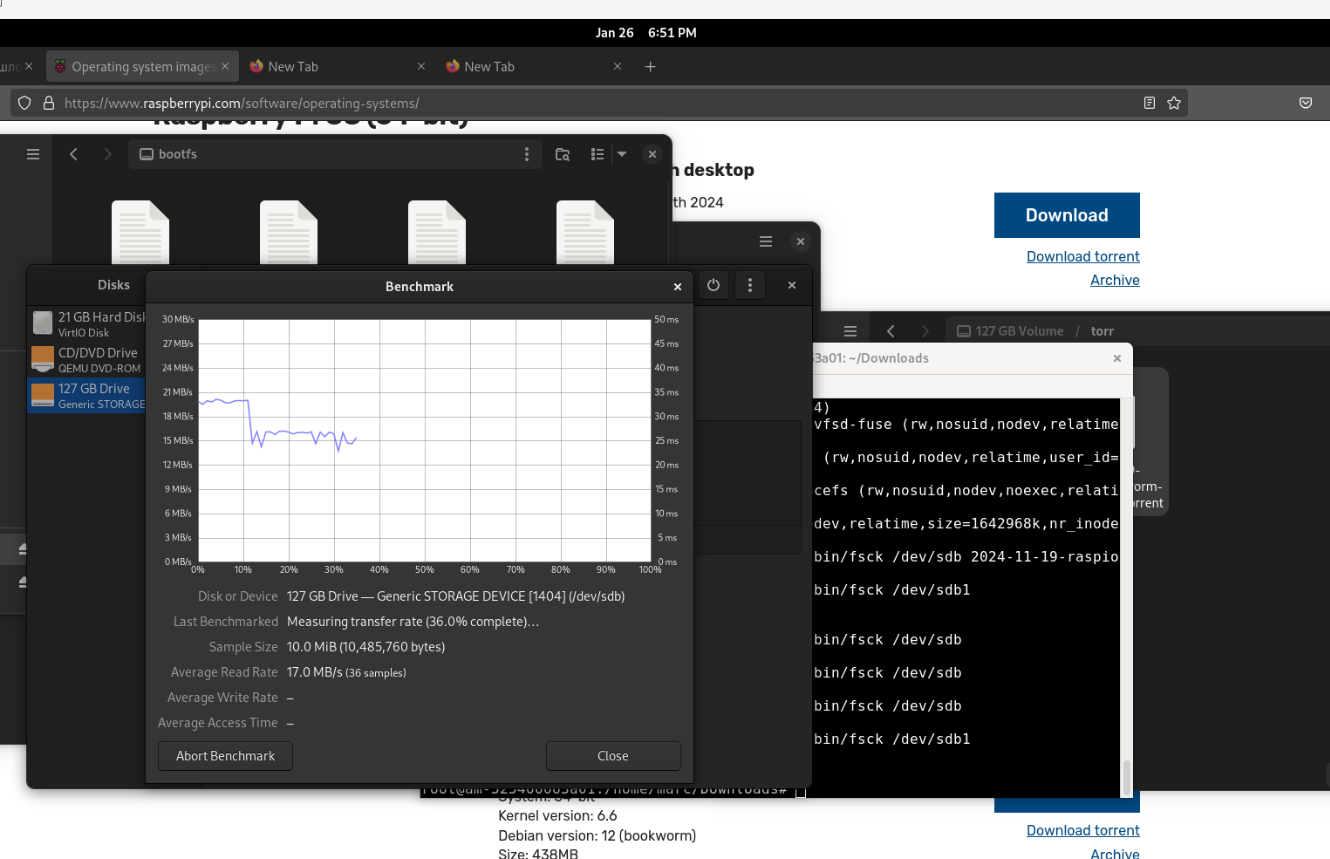 Jan 26 6:51 PM
Operating system images
New Tab
New Tab
https://www.raspberrypi.com/software/operating-systems/
Raspberry Pi OS (64-bit)
bootfs
n desktop
th 2024
Download
Download torrent
Archive
Disks
21 GB Hard Disk
VirtIO Disk
CD/DVD Drive
QEMU DVD-ROM
127 GB Drive
Generic STORAGE
Benchmark
30 MB/s
27 MB/s
24 MB/s
21 MB/s
18 MB/s
15 MB/s
12 MB/s
9 MB/s
6 MB/s
3 MB/s
0 MB/s
50 ms
45 ms
40 ms
35 ms
30 ms
25 ms
20 ms
15 ms
10 ms
5 ms
0 ms
0% 10% 20% 30% 40% 50% 60% 70% 80% 90% 100%
Disk or Device 127 GB Drive — Generic STORAGE DEVICE [1404] (/dev/sdb)
Last Benchmarked Measuring transfer rate (36.0% complete)…
Sample Size 10.0 MiB (10,485,760 bytes)
Average Read Rate 17.0 MB/s (36 samples)
Average Write Rate –
Average Access Time –
Abort Benchmark
Close
127 GB Volume / torr
3a01: ~/Downloads
4)
vfsd-fuse (rw,nosuid,nodev,relatime
(rw,nosuid,nodev,relatime,user_id=
cefs (rw,nosuid,nodev,noexec,relati
dev,relatime,size=1642968k,nr_inode
bin/fsck /dev/sdb 2024-11-19-raspio
bin/fsck /dev/sdb1
bin/fsck /dev/sdb
bin/fsck /dev/sdb
bin/fsck /dev/sdb
bin/fsck /dev/sdb1
orm-
rrent
root@am-525400063a01:/home/marc/Downloads#
System: 64-bit
Kernel version: 6.6
Debian version: 12 (bookworm)
Size: 438MB
Download torrent
Archive